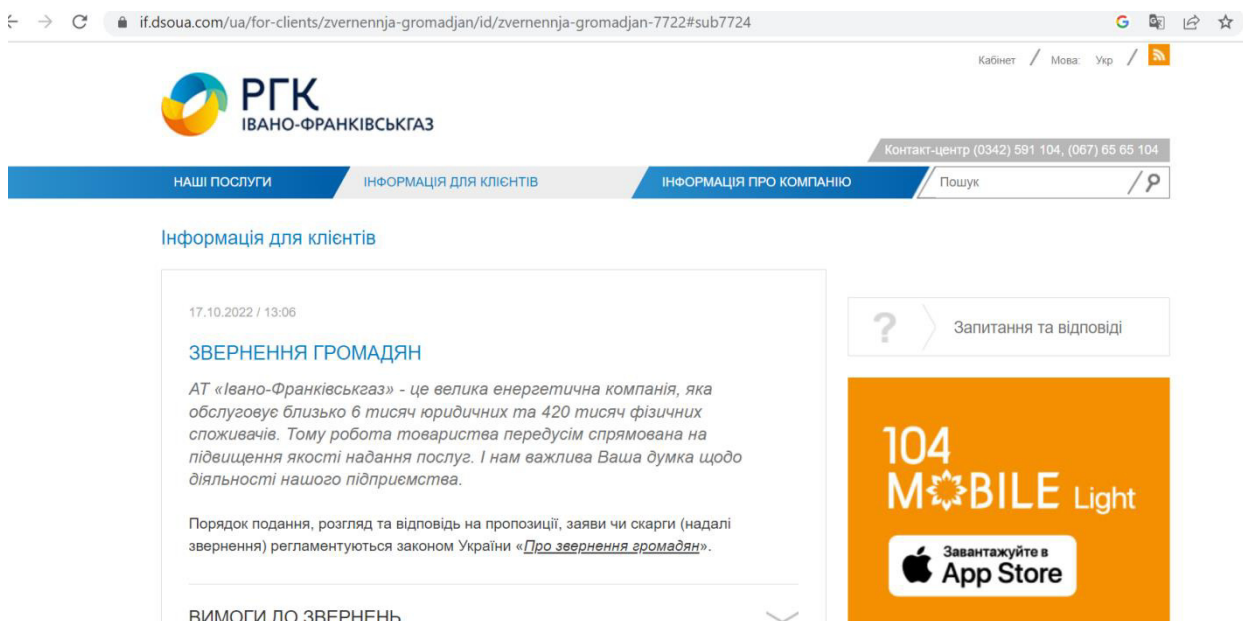 if.dsoua.com/ua/for-clients/zvernennja-gromadjan/id/zvernennja-gromadjan-7722#sub7724
Кабінет / Мова: Укр /
РГК
ІВАНО-ФРАНКІВСЬКГАЗ
Контакт-центр (0342) 591 104, (067) 65 65 104
НАШІ ПОСЛУГИ
ІНФОРМАЦІЯ ДЛЯ КЛІЄНТІВ
ІНФОРМАЦІЯ ПРО КОМПАНІЮ
Пошук
Інформація для клієнтів
17.10.2022 / 13:06
ЗВЕРНЕННЯ ГРОМАДЯН
АТ «Івано-Франківськгаз» - це велика енергетична компанія, яка
обслуговує близько 6 тисяч юридичних та 420 тисяч фізичних
споживачів. Тому робота товариства передусім спрямована на
підвищення якості надання послуг. І нам важлива Ваша думка щодо
діяльності нашого підприємства.
Порядок подання, розгляд та відповідь на пропозиції, заяви чи скарги (надалі
звернення) регламентуються законом України «Про звернення громадян».
ВИМОГИ ДО ЗВЕРНЕНЬ
? Запитання та відповіді
104
MOBILE Light
Завантажуйте в
App Store